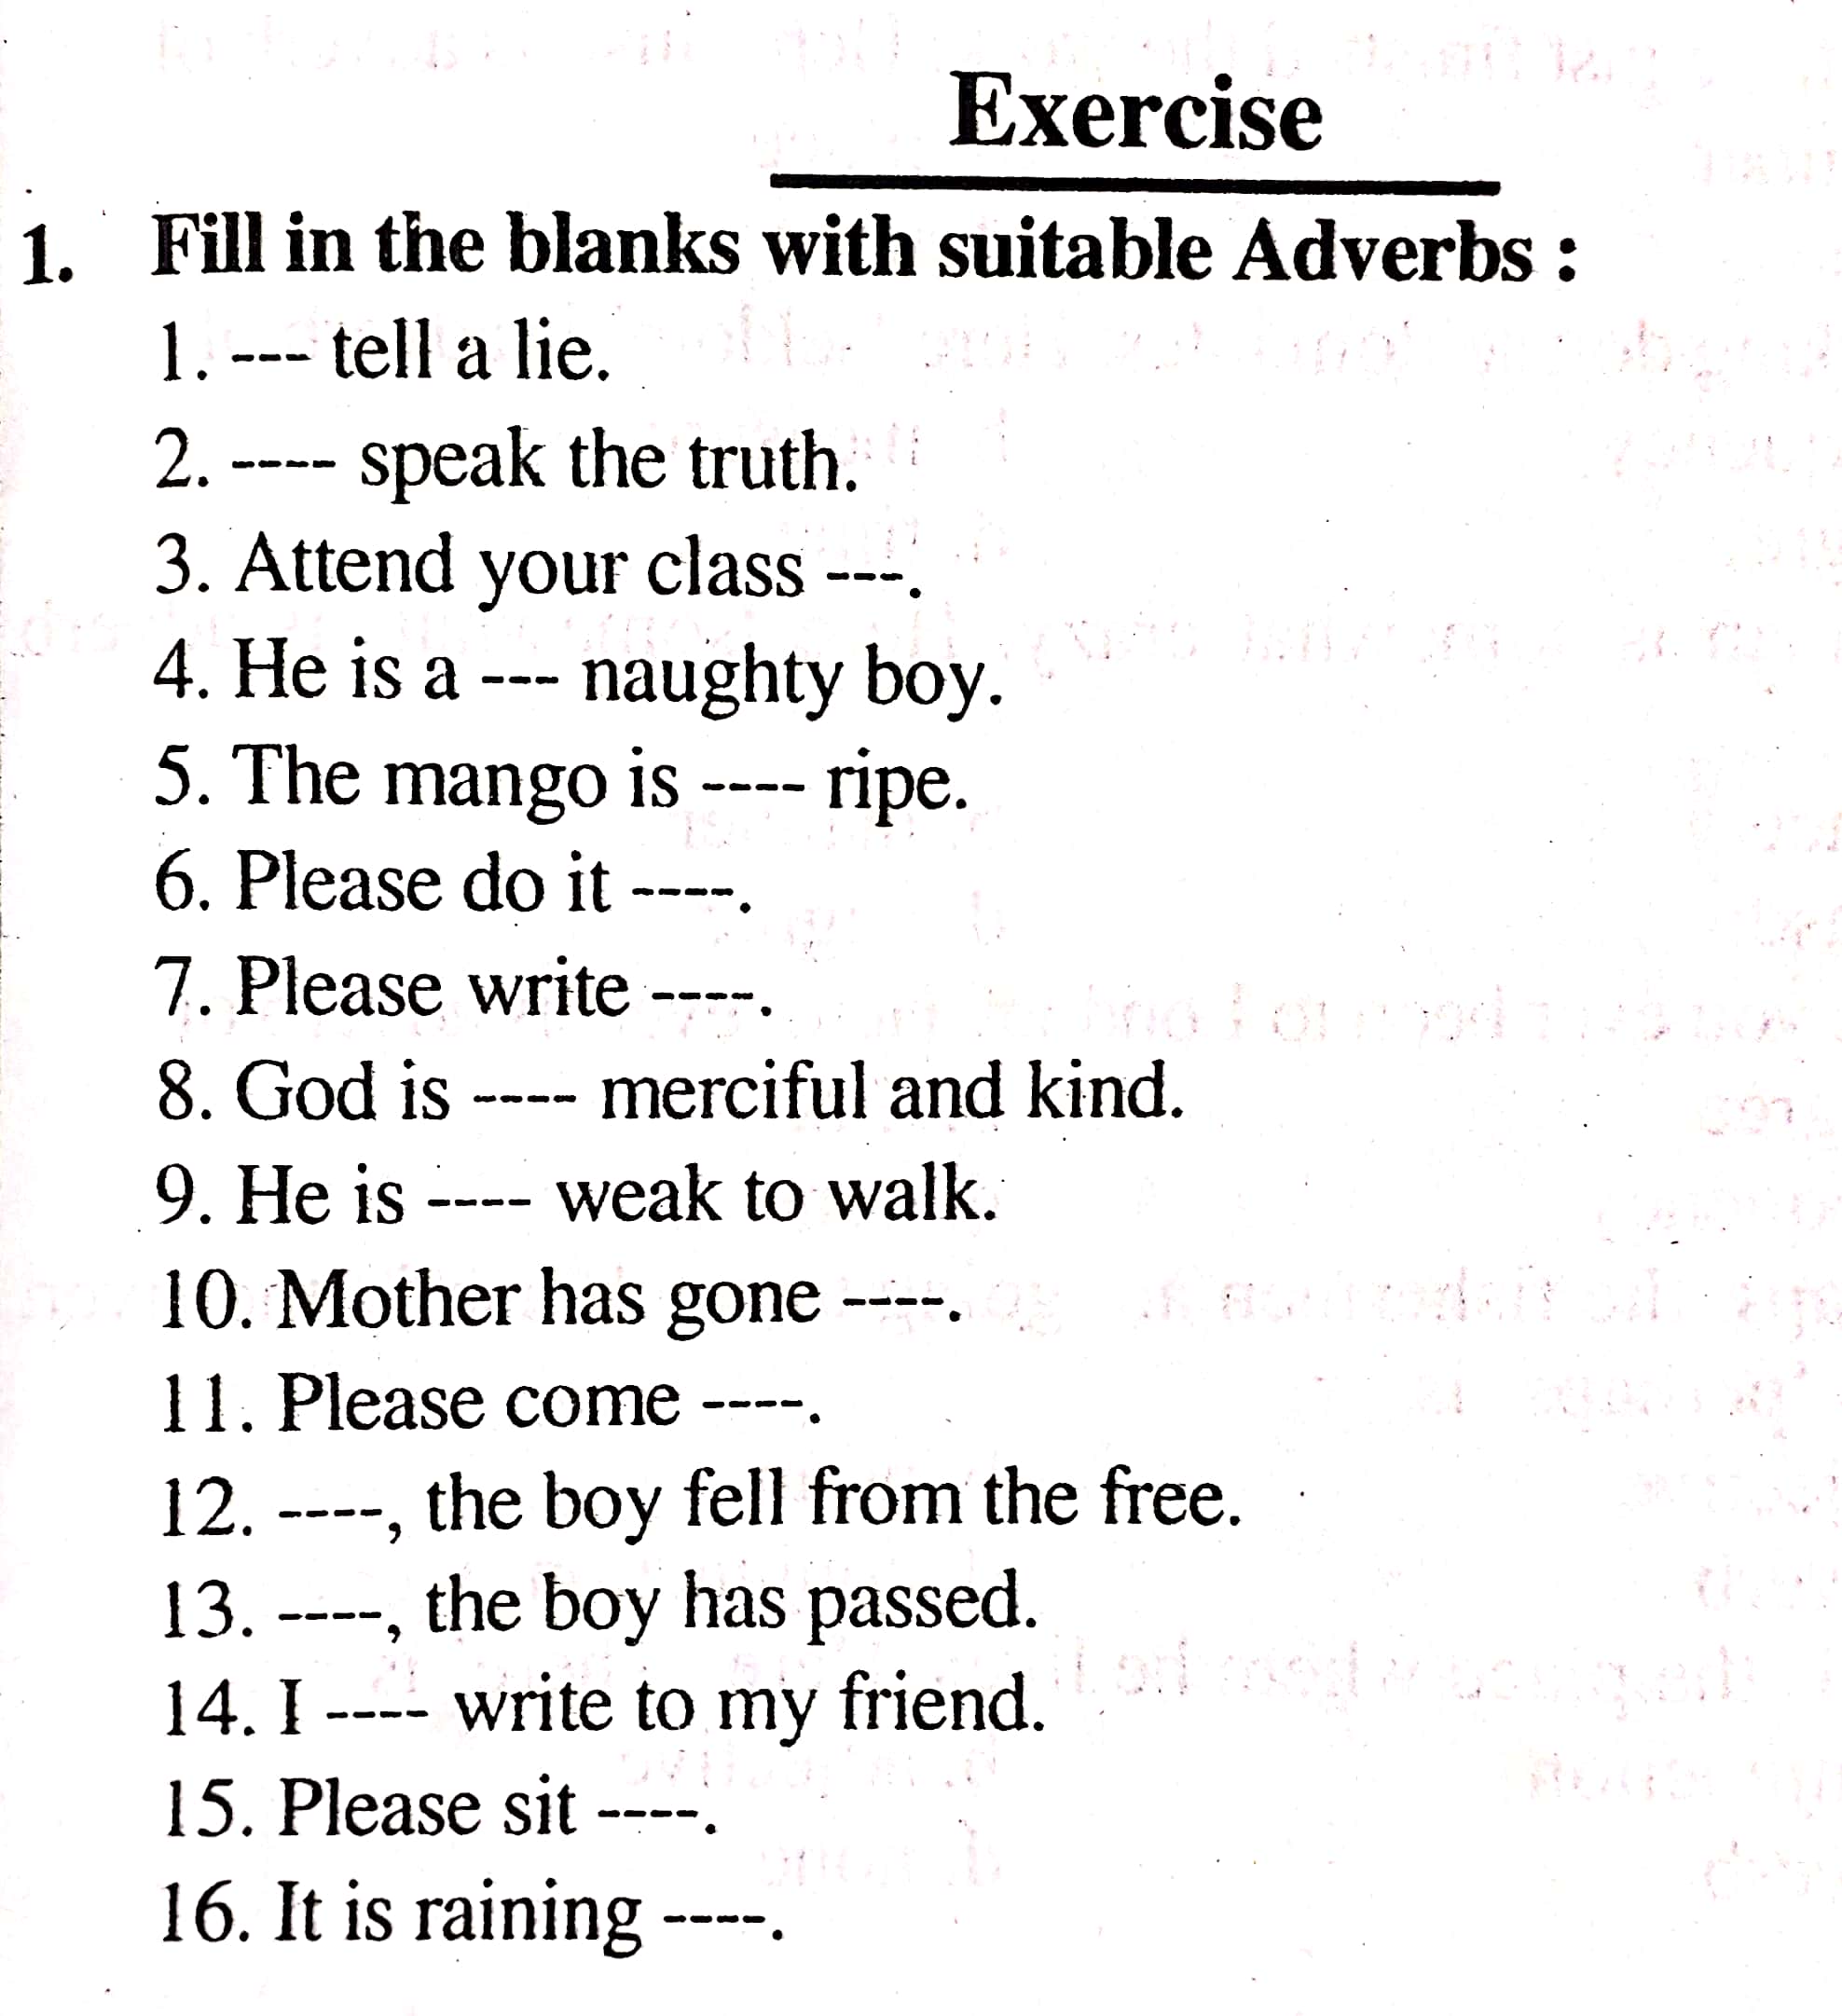 Exercise
1. Fill in the blanks with suitable Adverbs :
1. --- tell a lie.
2. ---- speak the truth.
3. Attend your class ---.
4. He is a --- naughty boy.
5. The mango is ---- ripe.
6. Please do it ----.
7. Please write ----.
8. God is ---- merciful and kind.
9. He is ---- weak to walk.
10. Mother has gone ----.
11. Please come ----.
12. ----, the boy fell from the free.
13. ----, the boy has passed.
14. I ---- write to my friend.
15. Please sit ----.
16. It is raining ----.